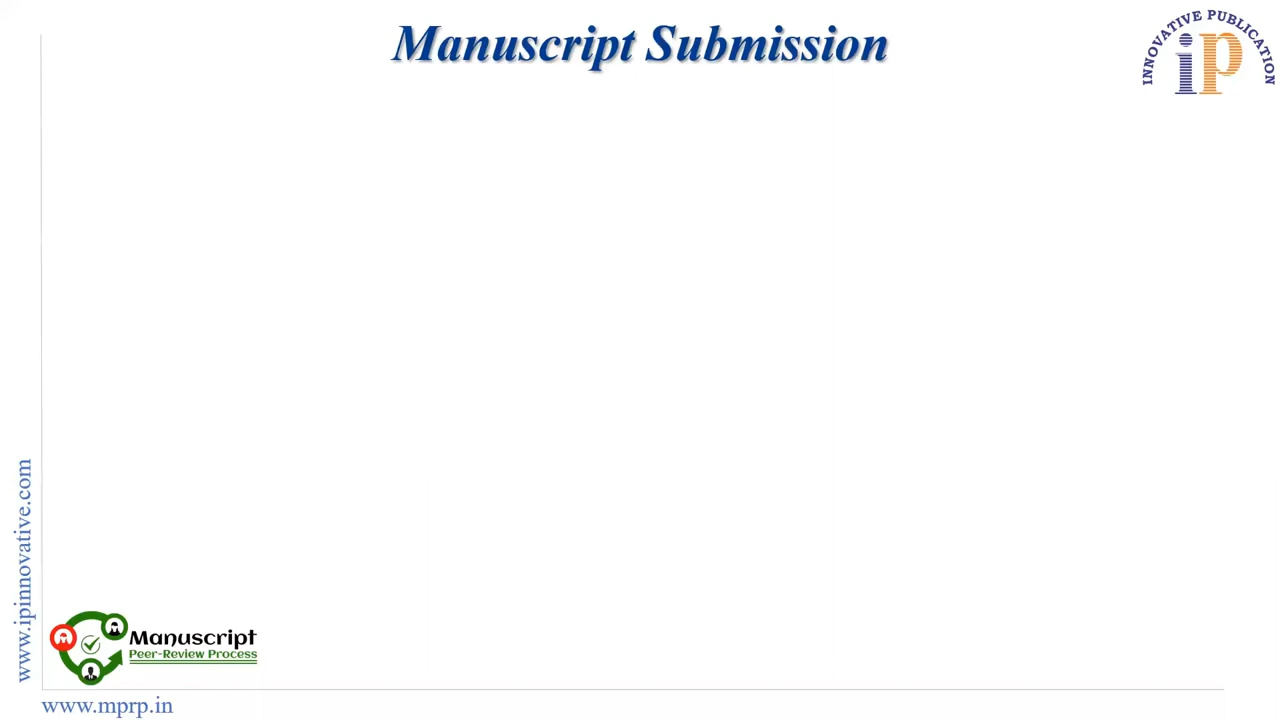 Manuscript Submission
INNOVATIVE PUBLICATION
ip
www.ipinnovative.com
Manuscript
Peer-Review Process
www.mprp.in